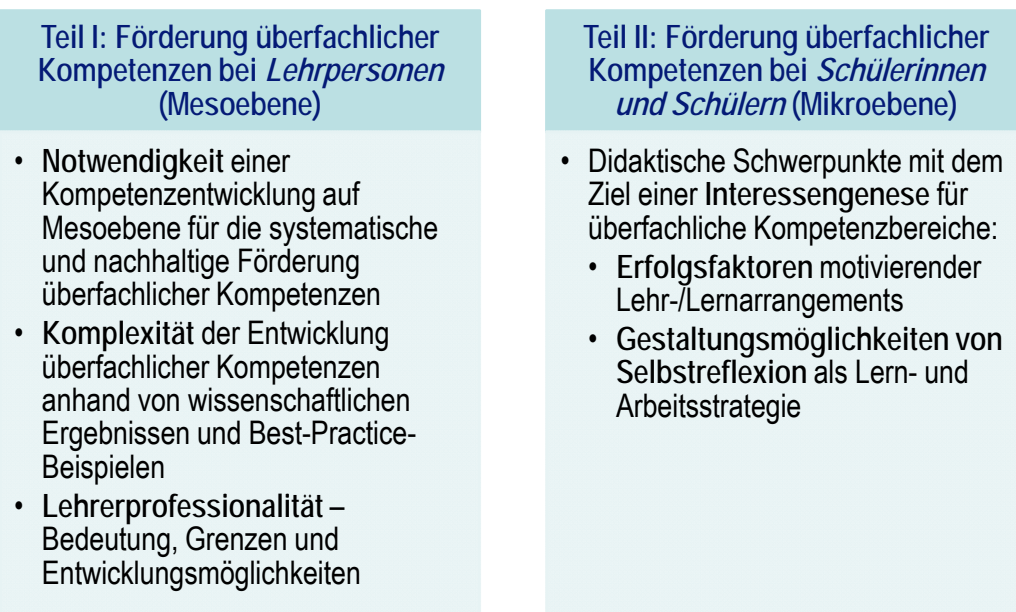 Teil I: Förderung überfachlicher
Kompetenzen bei Lehrpersonen
(Mesoebene)
• Notwendigkeit einer
Kompetenzentwicklung auf
Mesoebene für die systematische
und nachhaltige Förderung
überfachlicher Kompetenzen
• Komplexität der Entwicklung
überfachlicher Kompetenzen
anhand von wissenschaftlichen
Ergebnissen und Best-Practice-
Beispielen
• Lehrerprofessionalität –
Bedeutung, Grenzen und
Entwicklungsmöglichkeiten
Teil II: Förderung überfachlicher
Kompetenzen bei Schülerinnen
und Schülern (Mikroebene)
• Didaktische Schwerpunkte mit dem
Ziel einer Interessengenese für
überfachliche Kompetenzbereiche:
• Erfolgsfaktoren motivierender
Lehr-/Lernarrangements
• Gestaltungsmöglichkeiten von
Selbstreflexion als Lern- und
Arbeitsstrategie